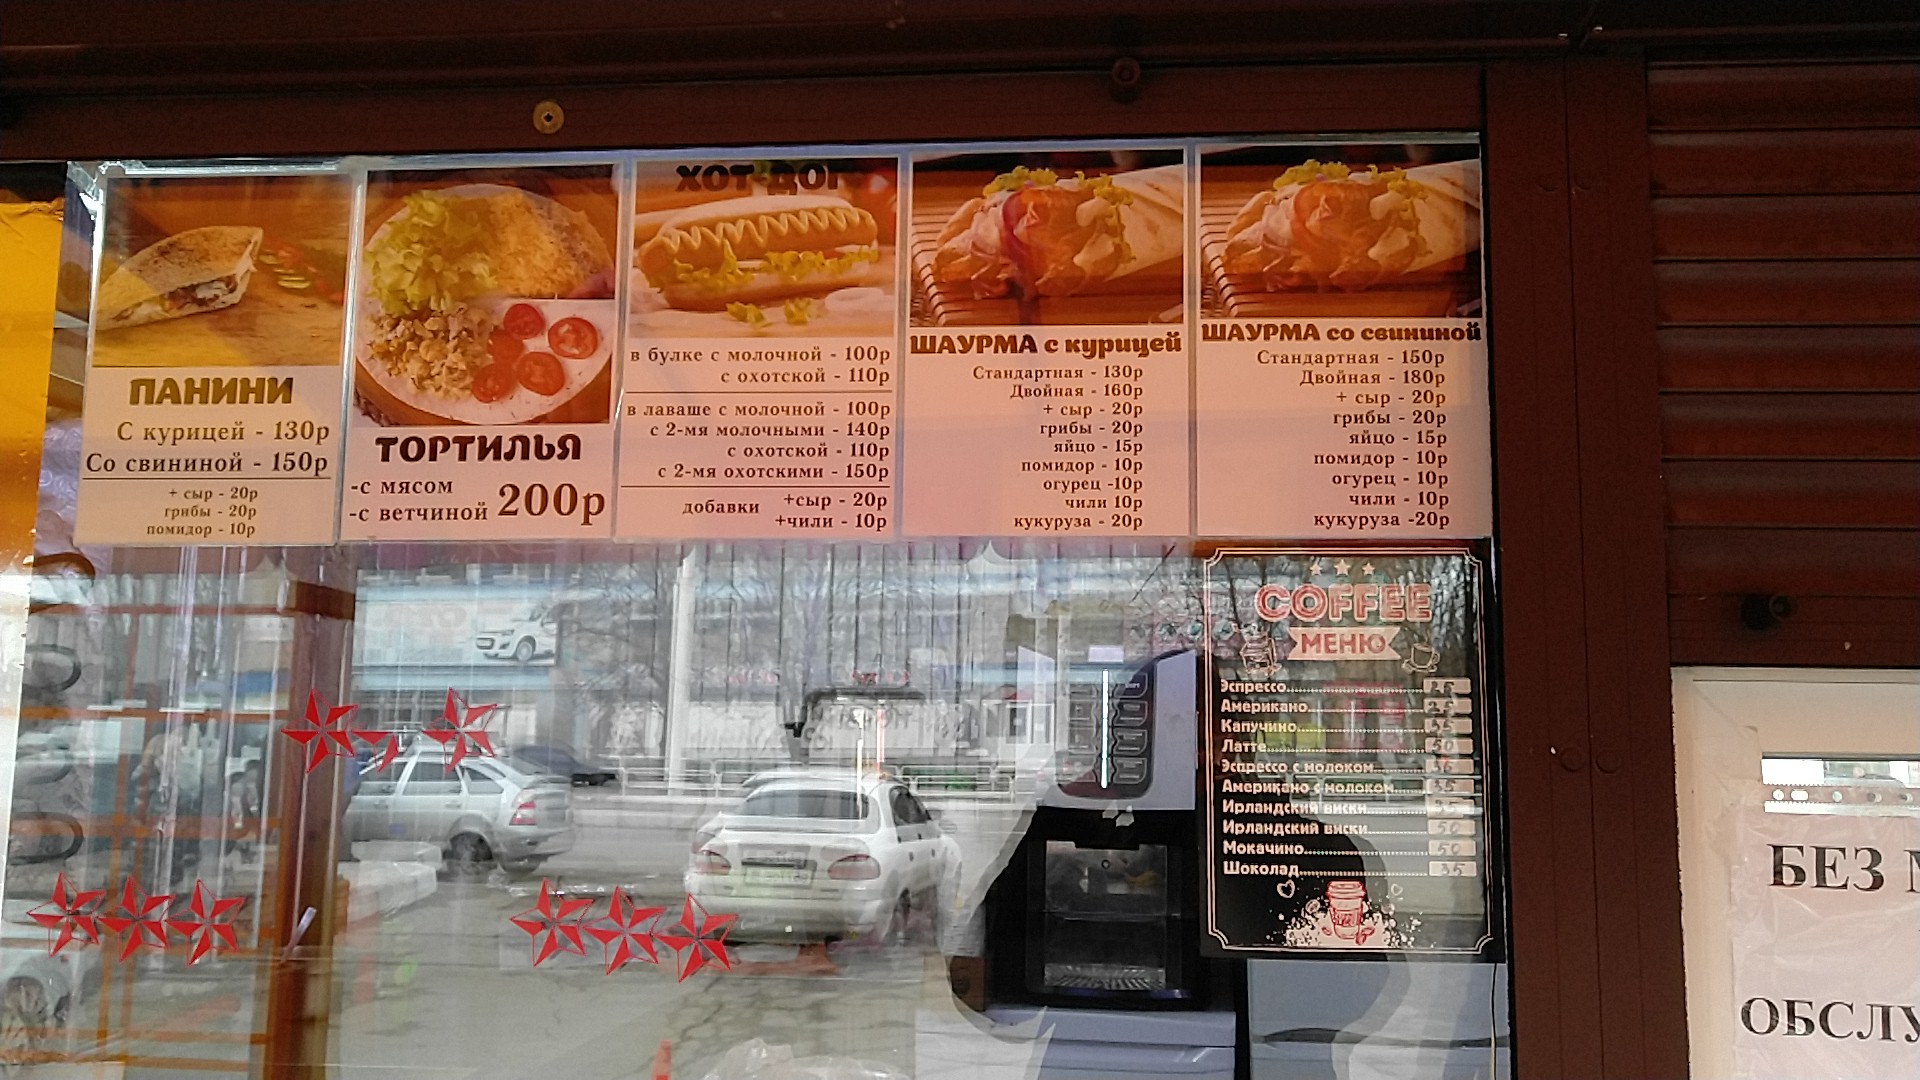 ПАНИНИ
С курицей - 130р
Со свининой - 150р
+ сыр - 20р
грибы - 20р
помидор - 10р
ТОРТИЛЬЯ
-с мясом
-с ветчиной 200р
ХОТ-ДОГ
в булке с молочной - 100р
с охотской - 110р
в лаваше с молочной - 100р
с 2-мя молочными - 140р
с охотской - 110р
с 2-мя охотскими - 150р
добавки +сыр - 20р
+чили - 10р
ШАУРМА с курицей
Стандартная - 130р
Двойная - 160р
+ сыр - 20р
грибы - 20р
яйцо - 15р
помидор - 10р
огурец -10р
чили 10р
кукуруза - 20р
ШАУРМА со свининой
Стандартная - 150р
Двойная - 180р
+ сыр - 20р
грибы - 20р
яйцо - 15р
помидор - 10р
огурец - 10р
чили - 10р
кукуруза -20р
COFFEE
МЕНЮ
Эспрессо
Американо
Капучино
Латте 50
Эспрессо с молоком
Американо с молоком 35
Ирландский виски
Ирландский виски 50
Мокачино 50
Шоколад 35
БЕЗ
ОБСЛУ